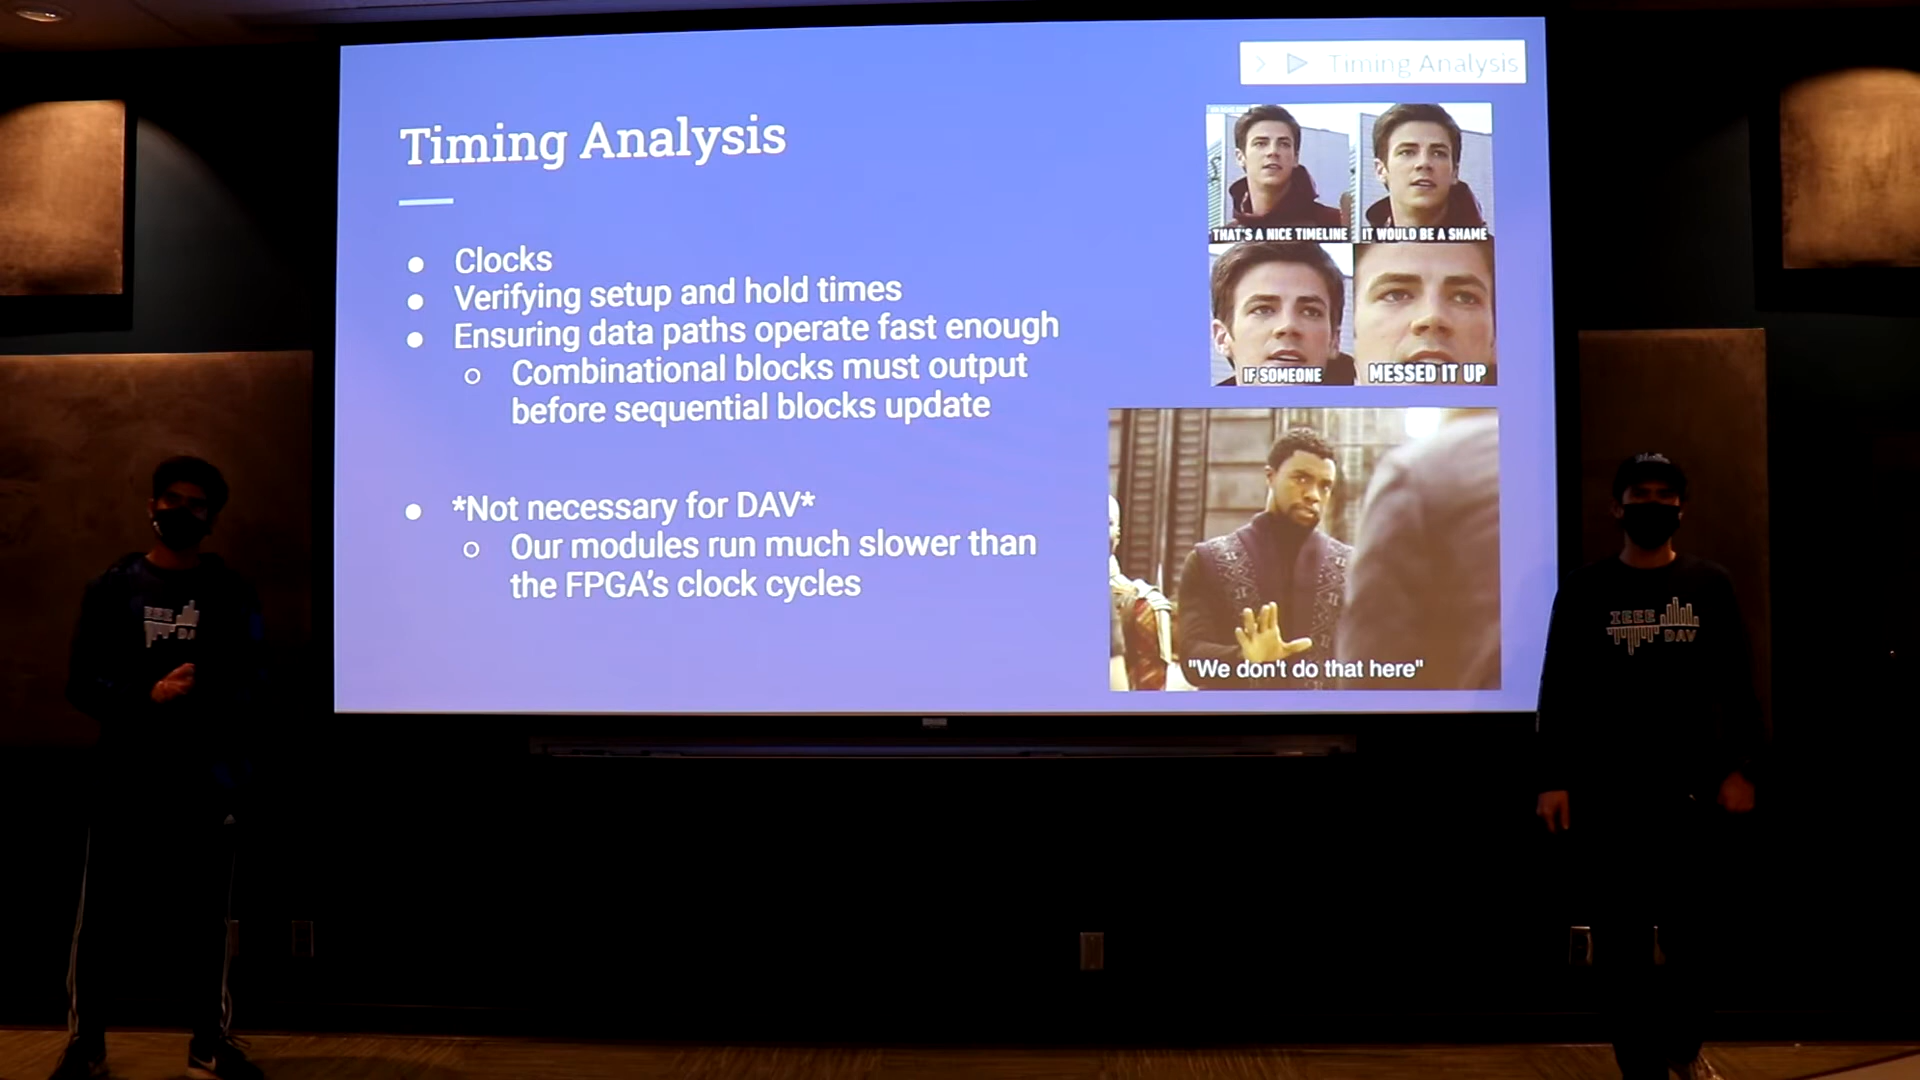 > Timing Analysis
Timing Analysis
Clocks
Verifying setup and hold times
Ensuring data paths operate fast enough
Combinational blocks must output
before sequential blocks update
*Not necessary for DAV*
Our modules run much slower than
the FPGA's clock cycles
THAT'S A NICE TIMELINE
IT WOULD BE A SHAME
IF SOMEONE
MESSED IT UP
"We don't do that here"
IEEE
DA
IEEE
DAV